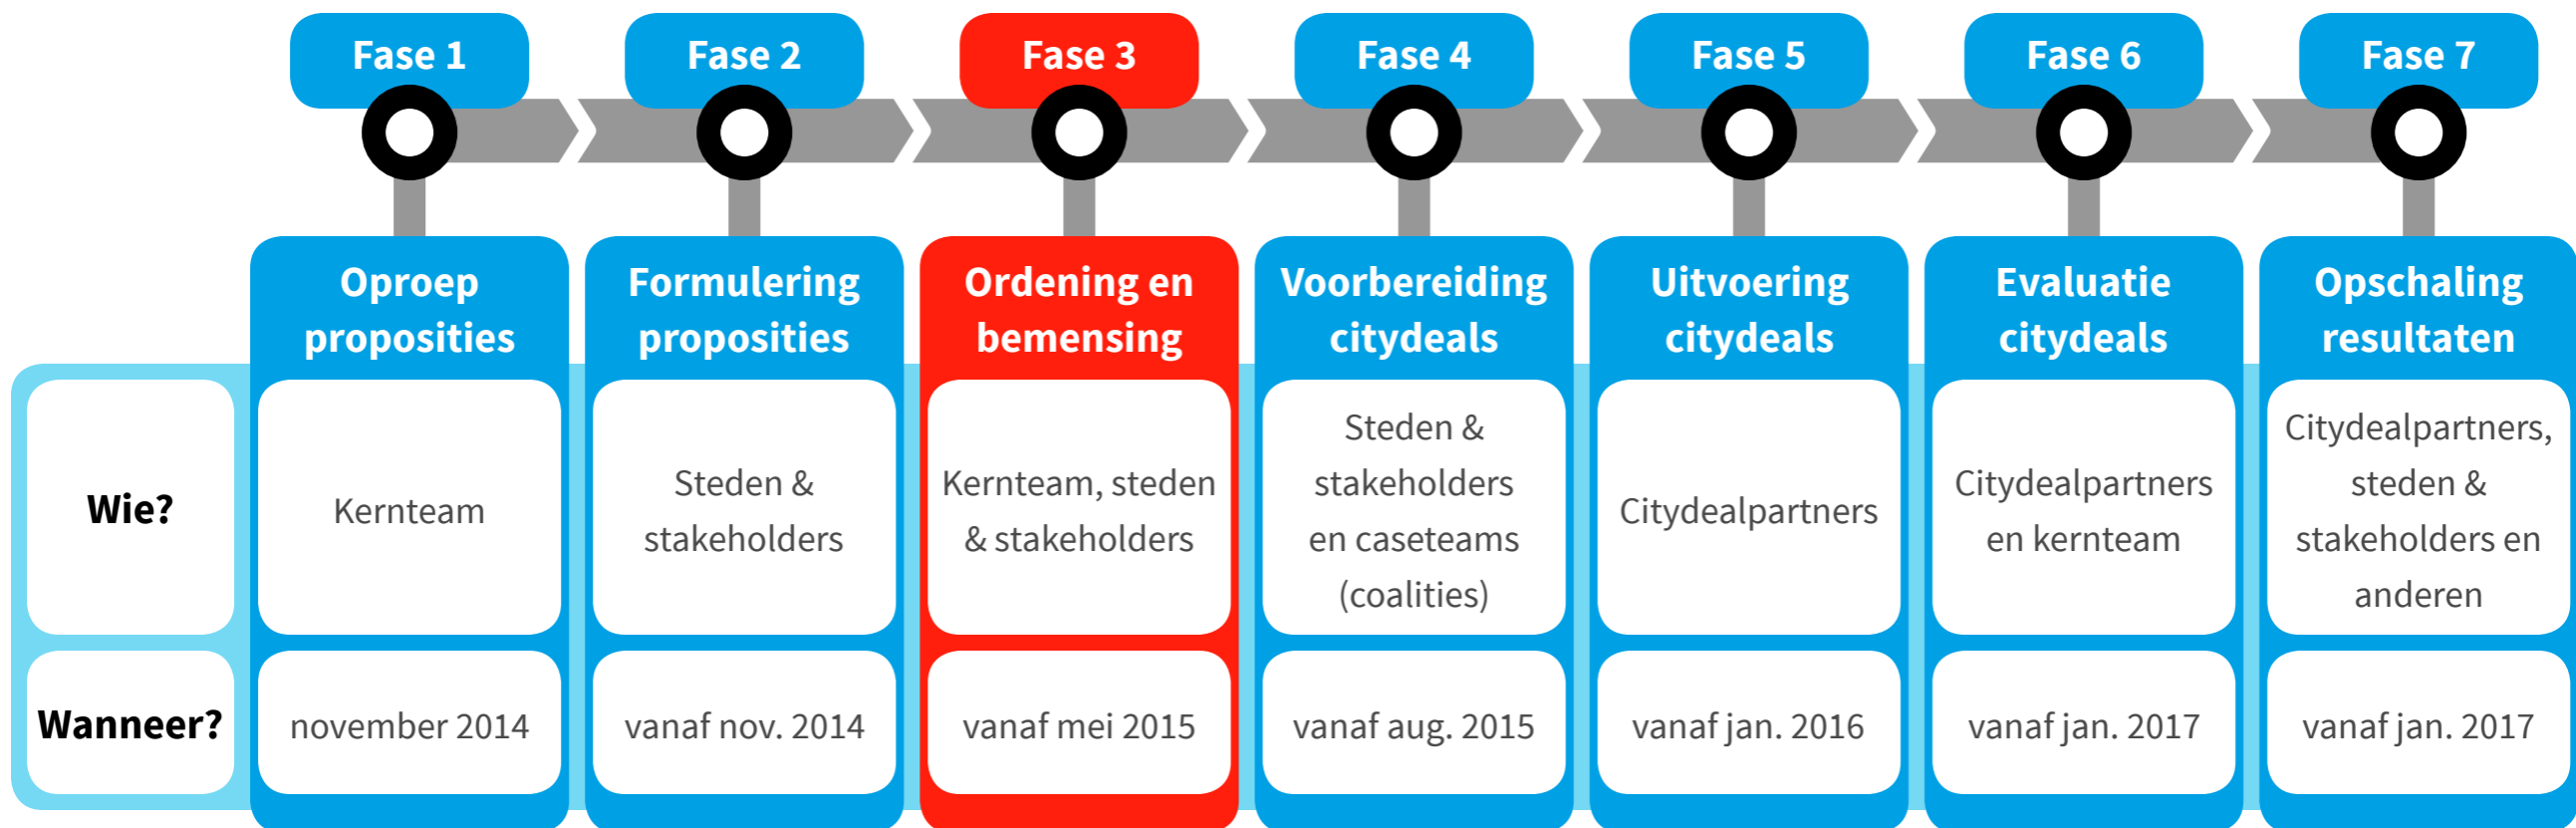 Fase 1
Fase 2
Fase 3
Fase 4
Fase 5
Fase 6
Fase 7
Oproep
proposities
Formulering
proposities
Ordening en
bemensing
Voorbereiding
citydeals
Uitvoering
citydeals
Evaluatie
citydeals
Opschaling
resultaten
Wie?
Kernteam
Steden &
stakeholders
Kernteam, steden
& stakeholders
Steden &
stakeholders
en caseteams
(coalities)
Citydealpartners
Citydealpartners
en kernteam
Citydealpartners,
steden &
stakeholders en
anderen
Wanneer?
november 2014
vanaf nov. 2014
vanaf mei 2015
vanaf aug. 2015
vanaf jan. 2016
vanaf jan. 2017
vanaf jan. 2017